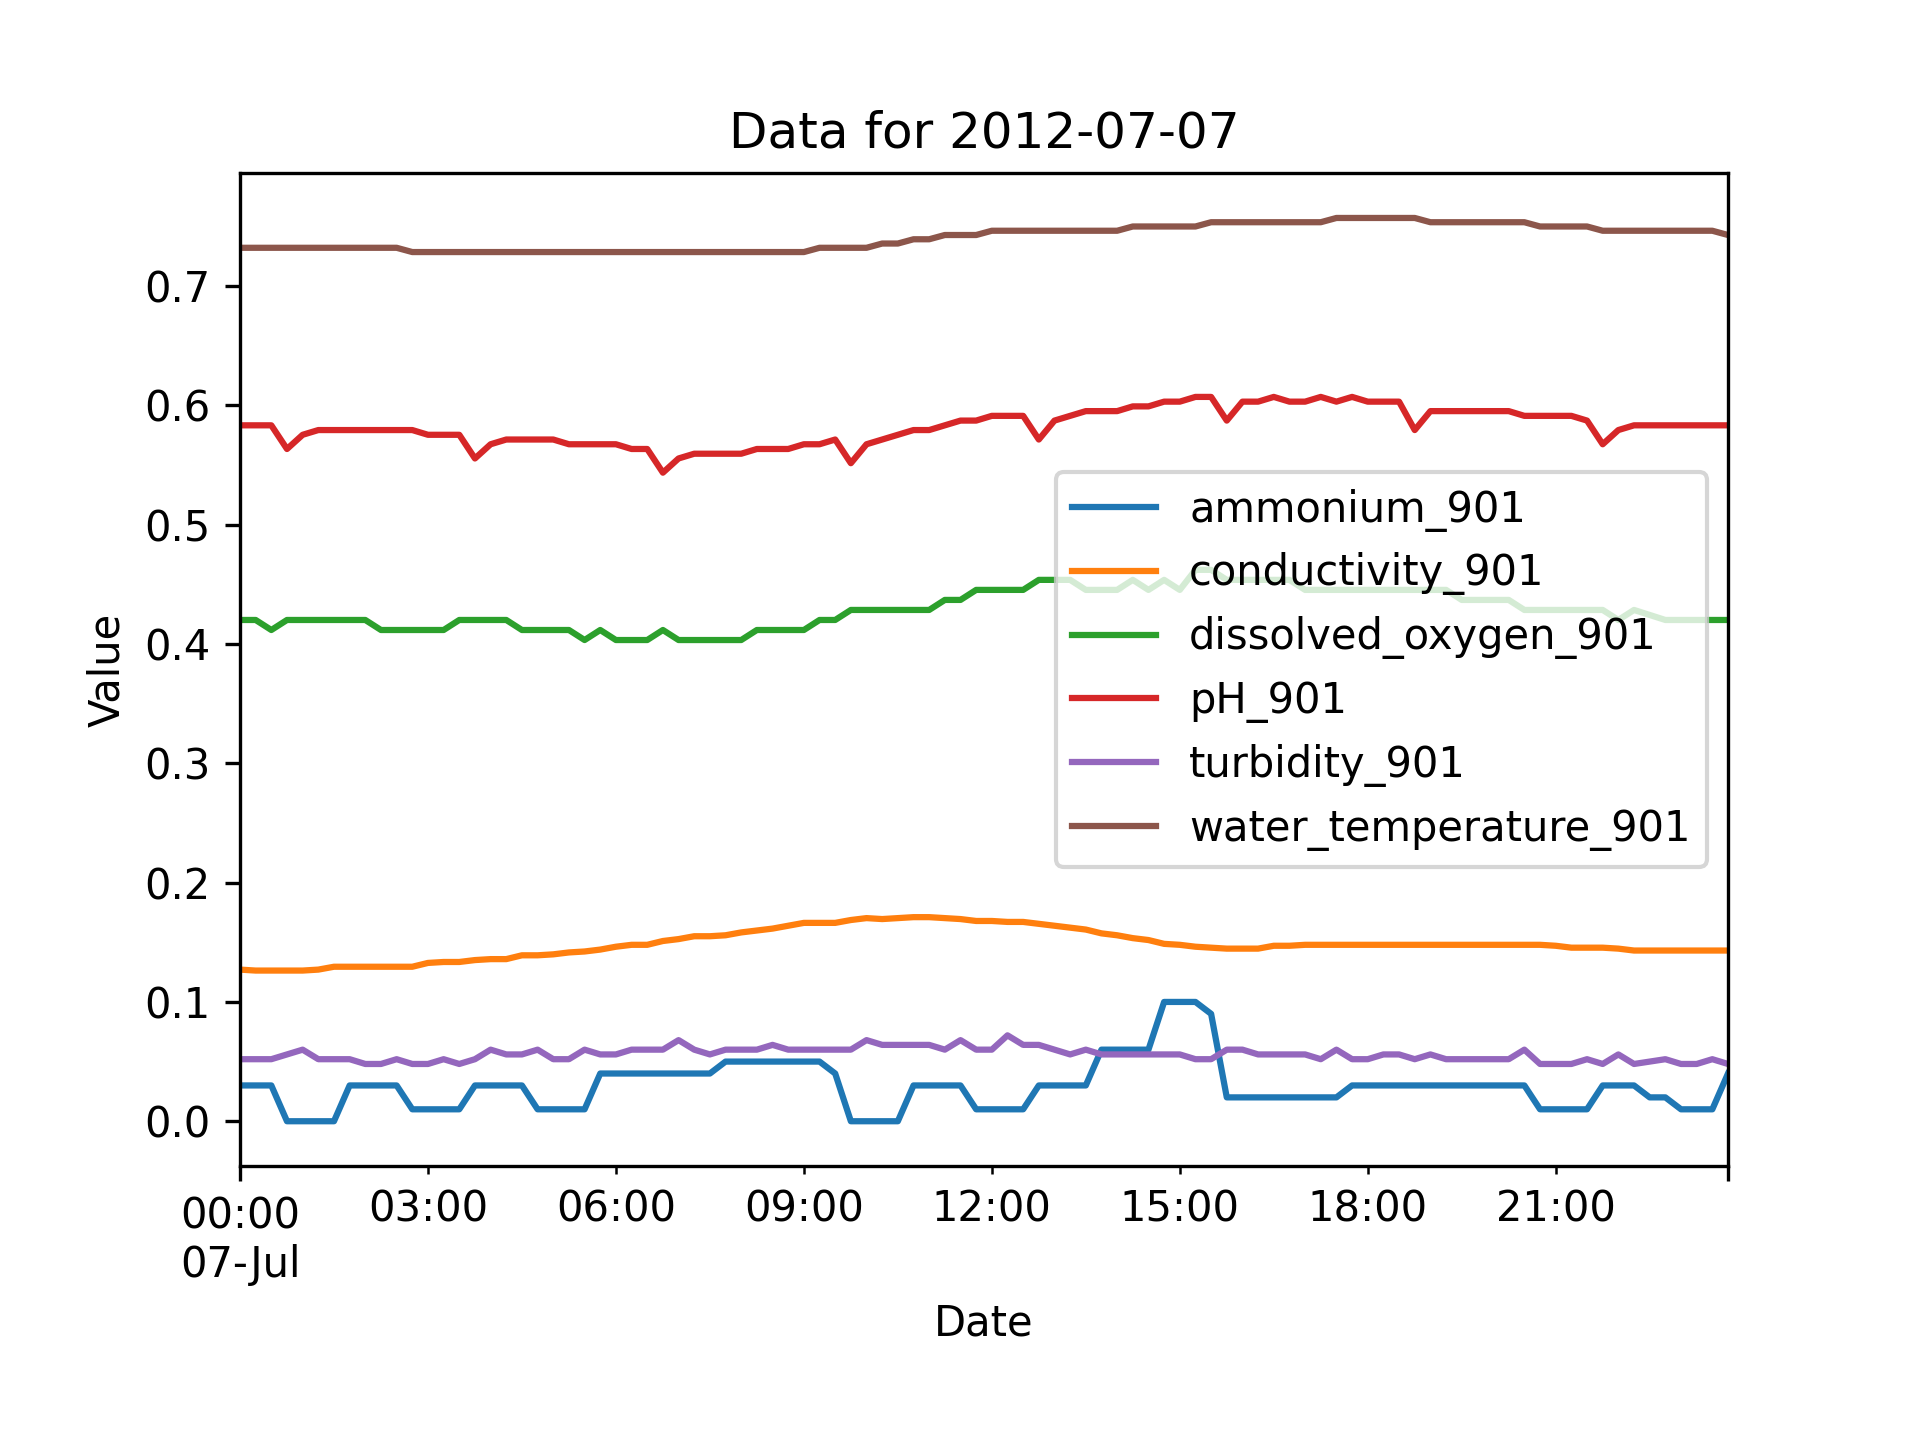 Data for 2012-07-07
Value
0.7
0.6
0.5
0.4
0.3
0.2
0.1
0.0
ammonium_901
conductivity_901
dissolved_oxygen_901
pH_901
turbidity_901
water_temperature_901
00:00 03:00 06:00 09:00 12:00 15:00 18:00 21:00
07-Jul
Date